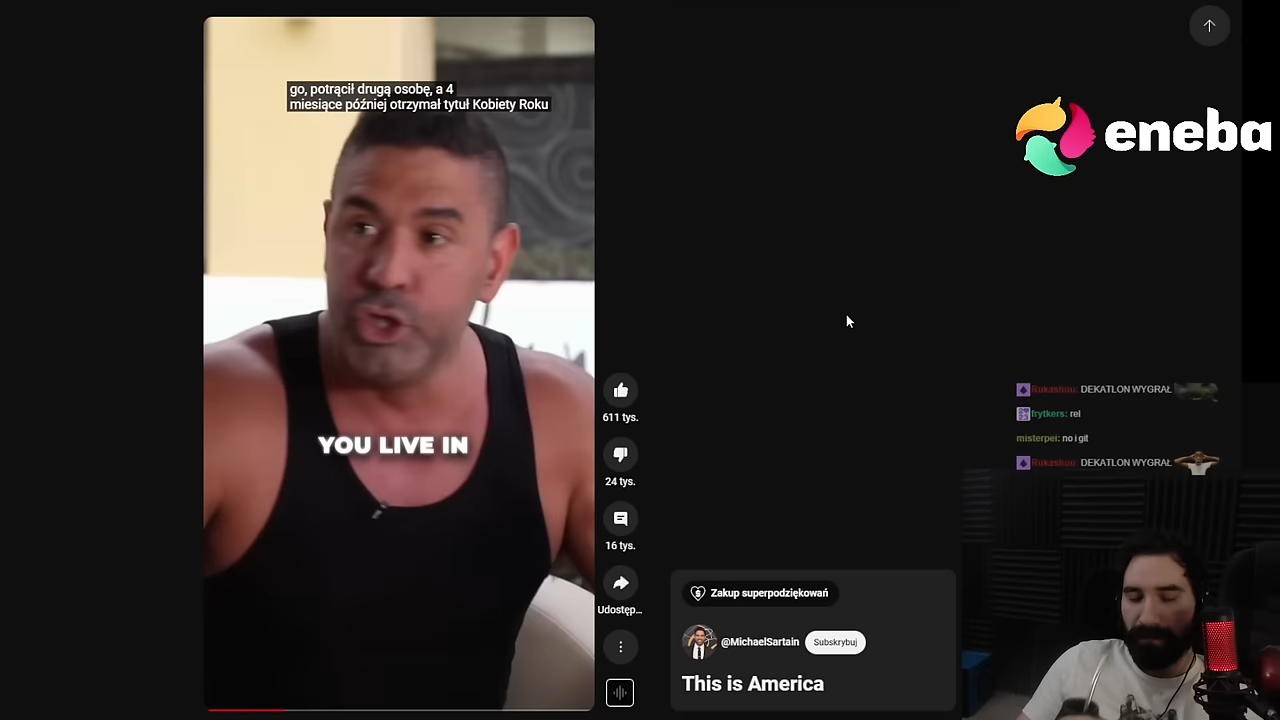 go, potrącił drugą osobę, a 4
miesiące później otrzymał tytuł Kobiety Roku
YOU LIVE IN
611 tys.
24 tys.
16 tys.
Udostęp...
Zakup superpodziękowań
@MichaelSartain
Subskrybuj
This is America
eneba
Rukashuu: DEKATLON WYGRAŁ
frytkers: rel
misterpei: no i git
Rukashuu: DEKATLON WYGRAŁ